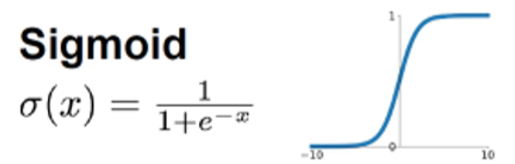 Sigmoid
σ(x) = 1 / 1+e^{-x}
1
0
-10
10